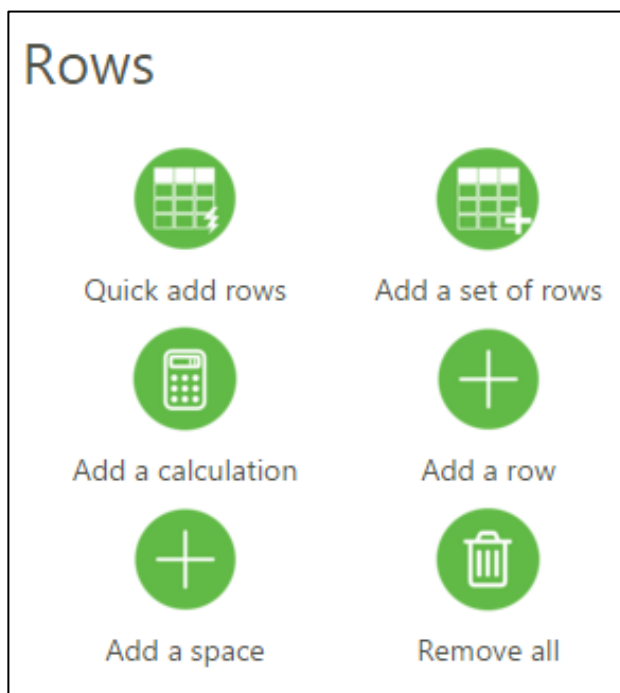 Rows
Quick add rows
Add a set of rows
Add a calculation
Add a row
Add a space
Remove all